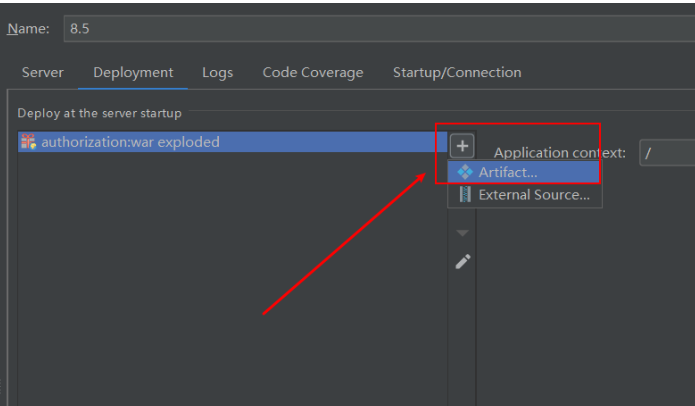 Name: 8.5
Server Deployment Logs Code Coverage Startup/Connection
Deploy at the server startup
authorization:war exploded
Application context: /
Artifact...
External Source...